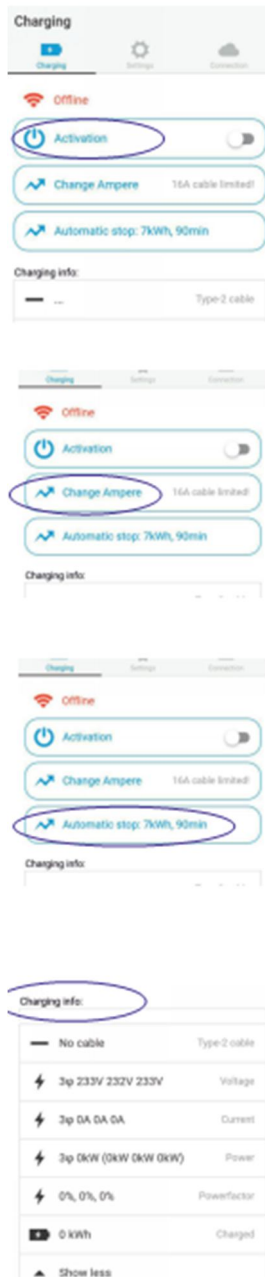 Charging
Charging Settings Connection
Offline
Activation
Change Ampere 16A cable limited!
Automatic stop: 7kWh, 90min
Charging info:
— ... Type-2 cable
Charging Settings Connection
Offline
Activation
Change Ampere 16A cable limited!
Automatic stop: 7kWh, 90min
Charging info:
Charging Settings Connection
Offline
Activation
Change Ampere 16A cable limited!
Automatic stop: 7kWh, 90min
Charging info:
Charging info:
No cable Type-2 cable
3φ 233V 232V 233V Voltage
3φ 0A 0A 0A Current
3φ 0kW (0kW 0kW 0kW) Power
0%, 0%, 0% Powerfactor
0 kWh Charged
Show less